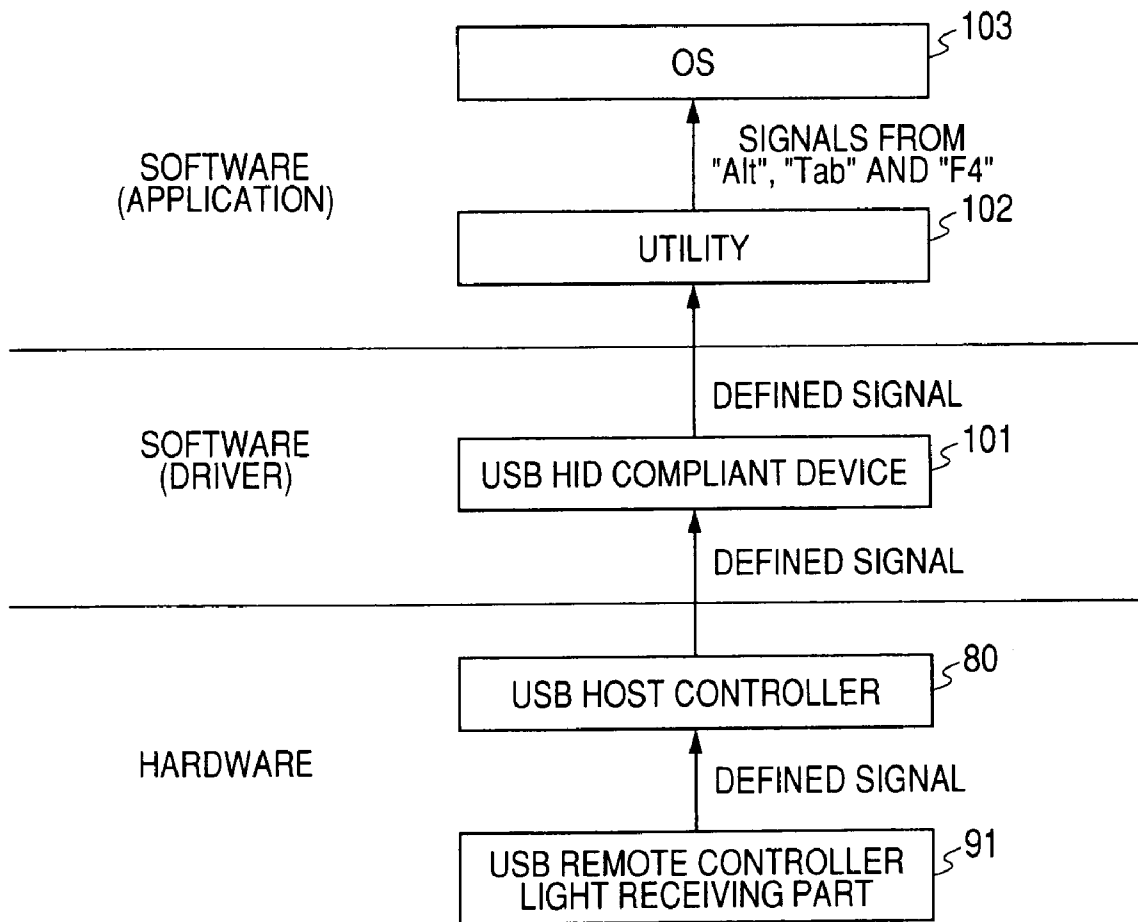 103
OS
SIGNALS FROM
"Alt", "Tab" AND "F4"
SOFTWARE
(APPLICATION)
102
UTILITY
DEFINED SIGNAL
SOFTWARE
(DRIVER)
101
USB HID COMPLIANT DEVICE
DEFINED SIGNAL
80
USB HOST CONTROLLER
HARDWARE
DEFINED SIGNAL
91
USB REMOTE CONTROLLER
LIGHT RECEIVING PART